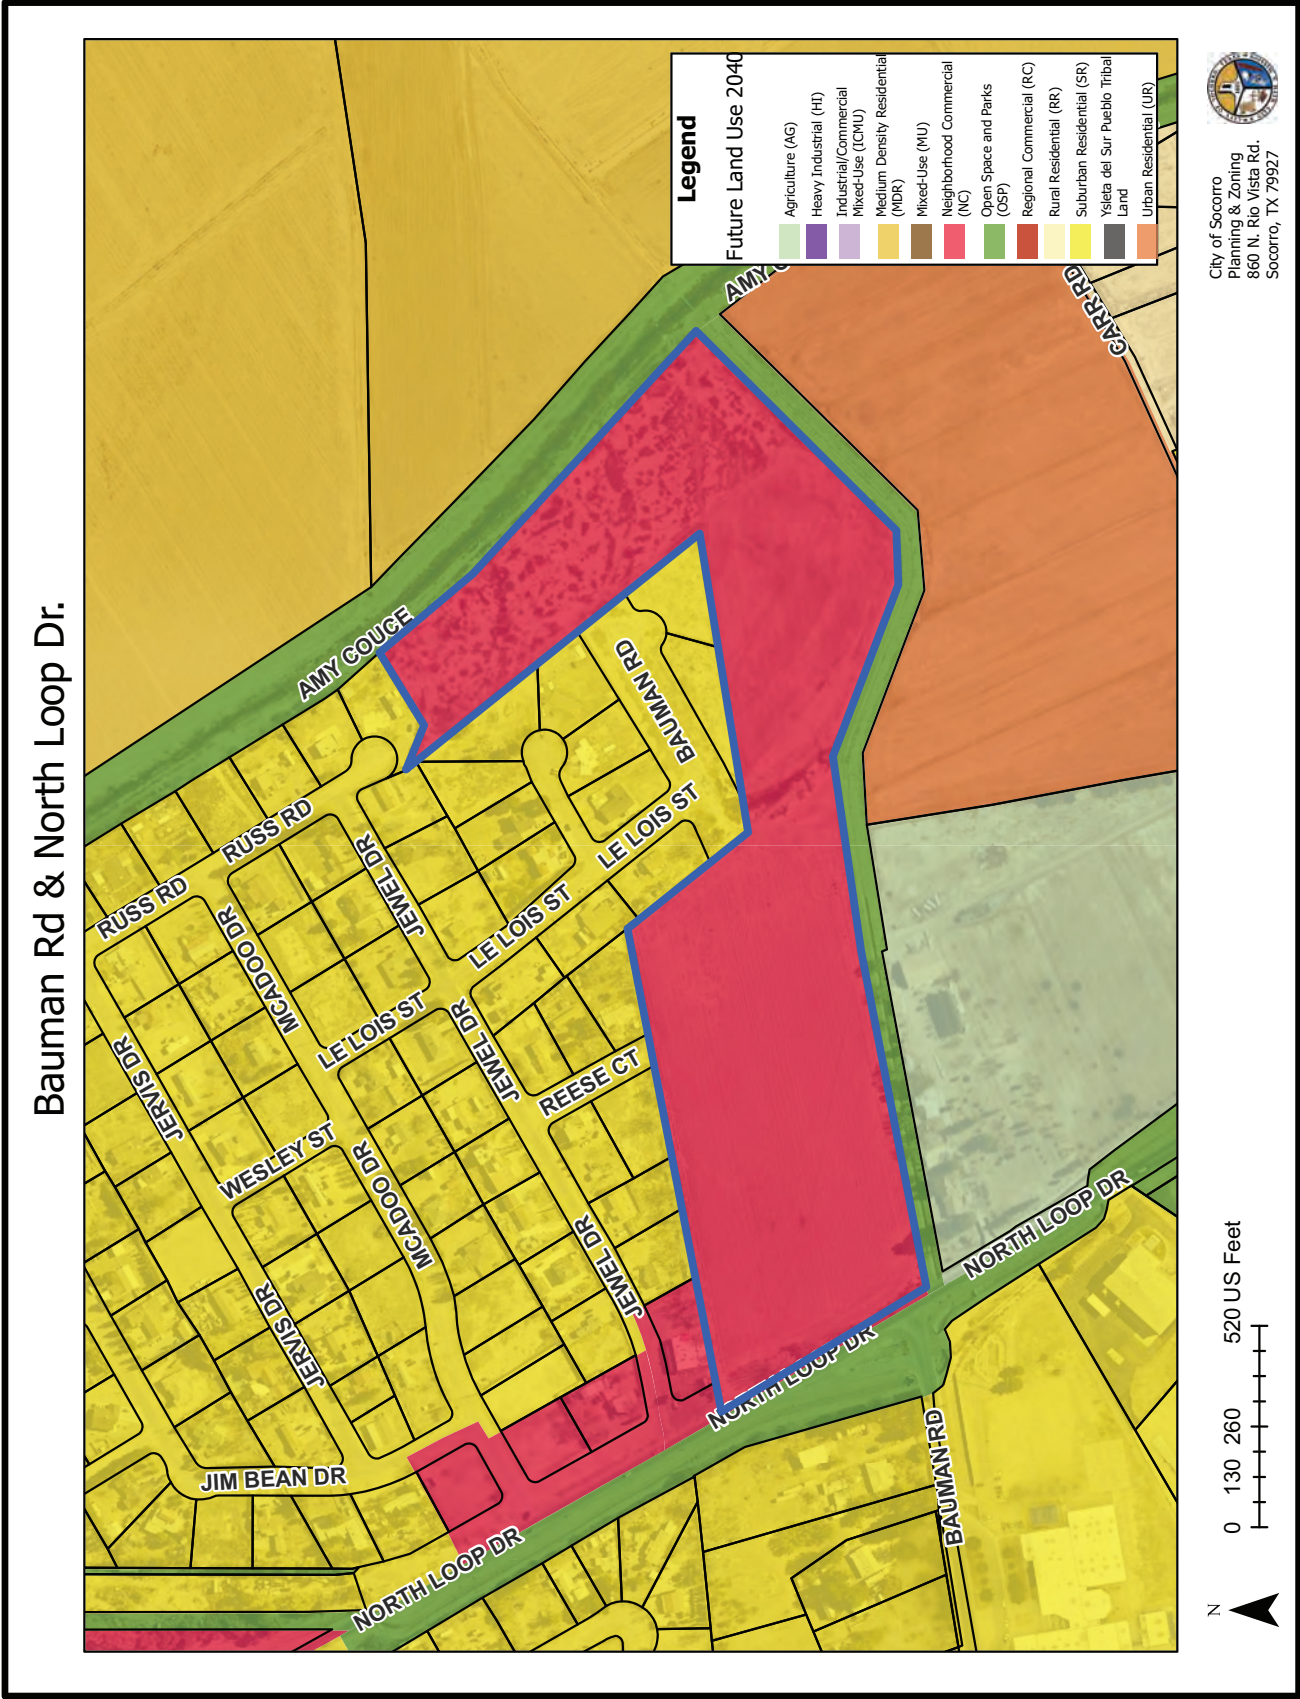 Bauman Rd & North Loop Dr.
Legend
Future Land Use 2040
Agriculture (AG)
Heavy Industrial (HI)
Industrial/Commercial
Mixed-Use (ICMU)
Medium Density Residential
(MDR)
Mixed-Use (MU)
Neighborhood Commercial
(NC)
Open Space and Parks
(OSP)
Regional Commercial (RC)
Rural Residential (RR)
Suburban Residential (SR)
Ysleta del Sur Pueblo Tribal
Land
Urban Residential (UR)
AMY COUCE
AMY
CARR RD
RUSS RD
RUSS RD
BAUMAN RD
JEWEL DR
LE LOIS ST
MCADOO DR
LE LOIS ST
JERVIS DR
LE LOIS ST
JEWEL DR
REESE CT
WESLEY ST
MCADOO DR
JERVIS DR
JEWEL DR
NORTH LOOP DR
NORTH LOOP DR
JIM BEAN DR
NORTH LOOP DR
BAUMAN RD
N
0 130 260 520 US Feet
City of Socorro
Planning & Zoning
860 N. Rio Vista Rd.
Socorro, TX 79927